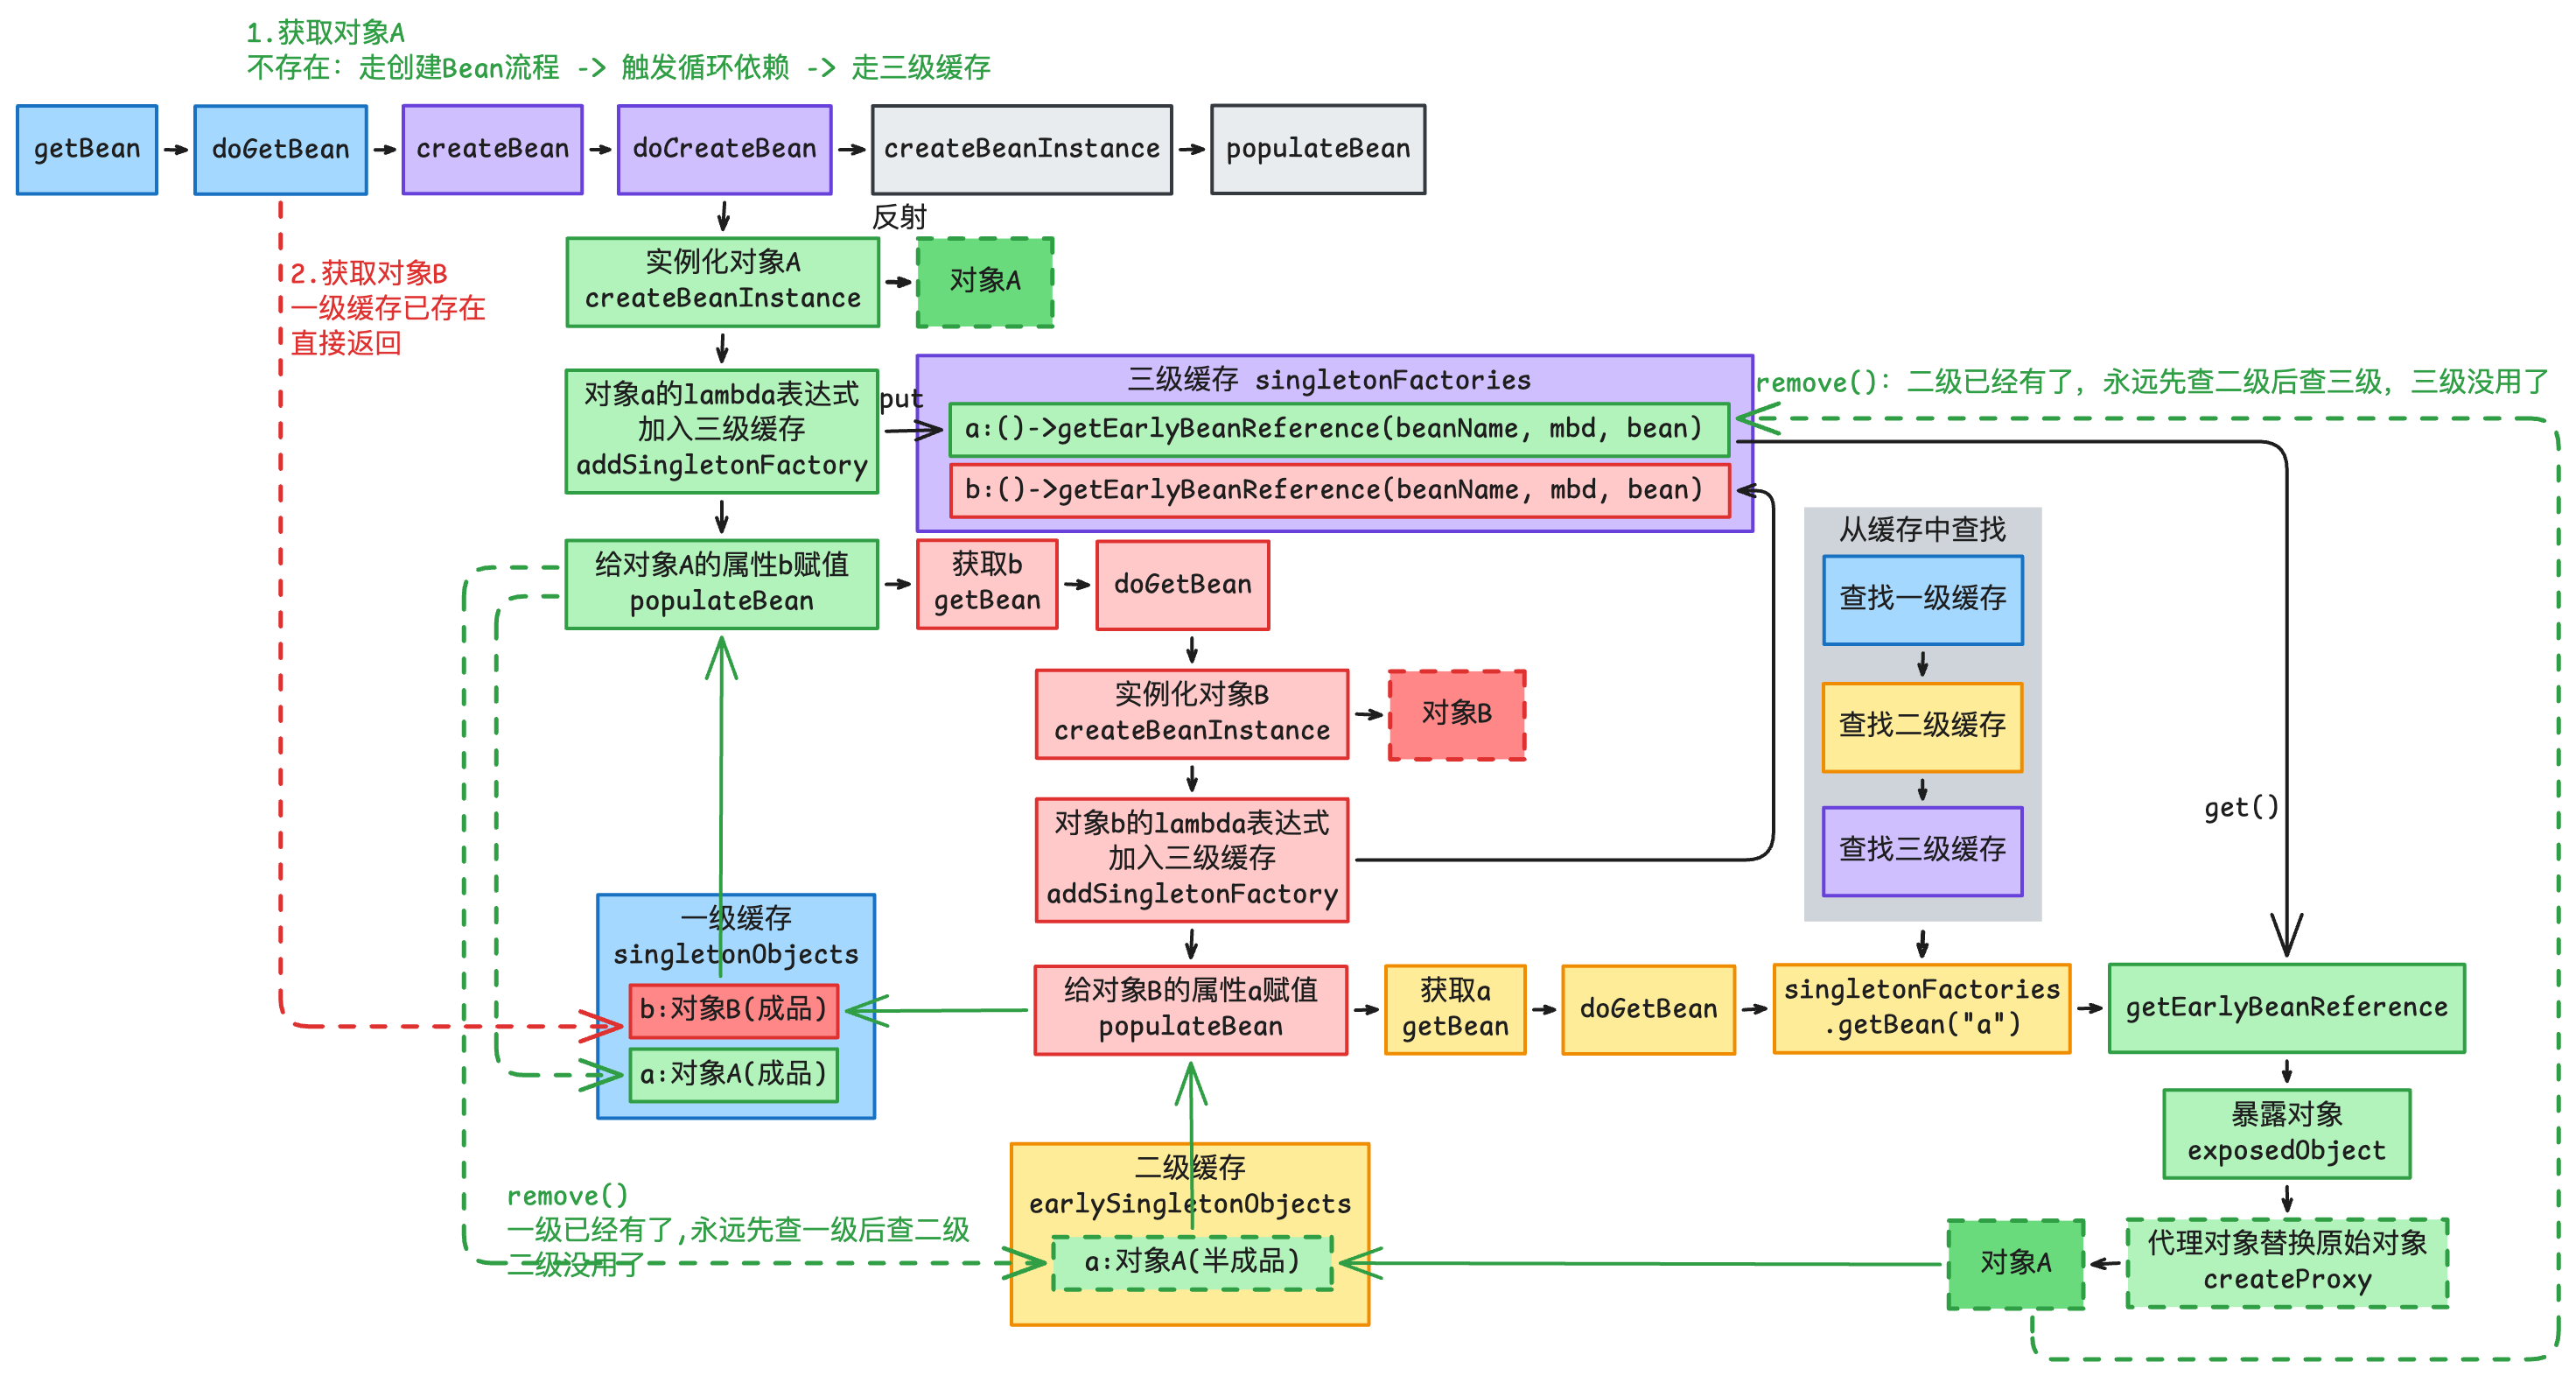 1.获取对象A
不存在：走创建Bean流程 -> 触发循环依赖 -> 走三级缓存
getBean
doGetBean
createBean
doCreateBean
createBeanInstance
populateBean
反射
实例化对象A
createBeanInstance
对象A
2.获取对象B
一级缓存已存在
直接返回
对象a的lambda表达式
加入三级缓存
addSingletonFactory
put
三级缓存 singletonFactories
a:()->getEarlyBeanReference(beanName, mbd, bean)
b:()->getEarlyBeanReference(beanName, mbd, bean)
remove()：二级已经有了，永远先查二级后查三级，三级没用了
给对象A的属性b赋值
populateBean
获取b
getBean
doGetBean
从缓存中查找
查找一级缓存
查找二级缓存
查找三级缓存
实例化对象B
createBeanInstance
对象B
对象b的lambda表达式
加入三级缓存
addSingletonFactory
get()
一级缓存
singletonObjects
b:对象B(成品)
a:对象A(成品)
给对象B的属性a赋值
populateBean
获取a
getBean
doGetBean
singletonFactories
.getBean("a")
getEarlyBeanReference
暴露对象
exposedObject
代理对象替换原始对象
createProxy
对象A
二级缓存
earlySingletonObjects
a:对象A(半成品)
remove()
一级已经有了,永远先查一级后查二级
二级没用了